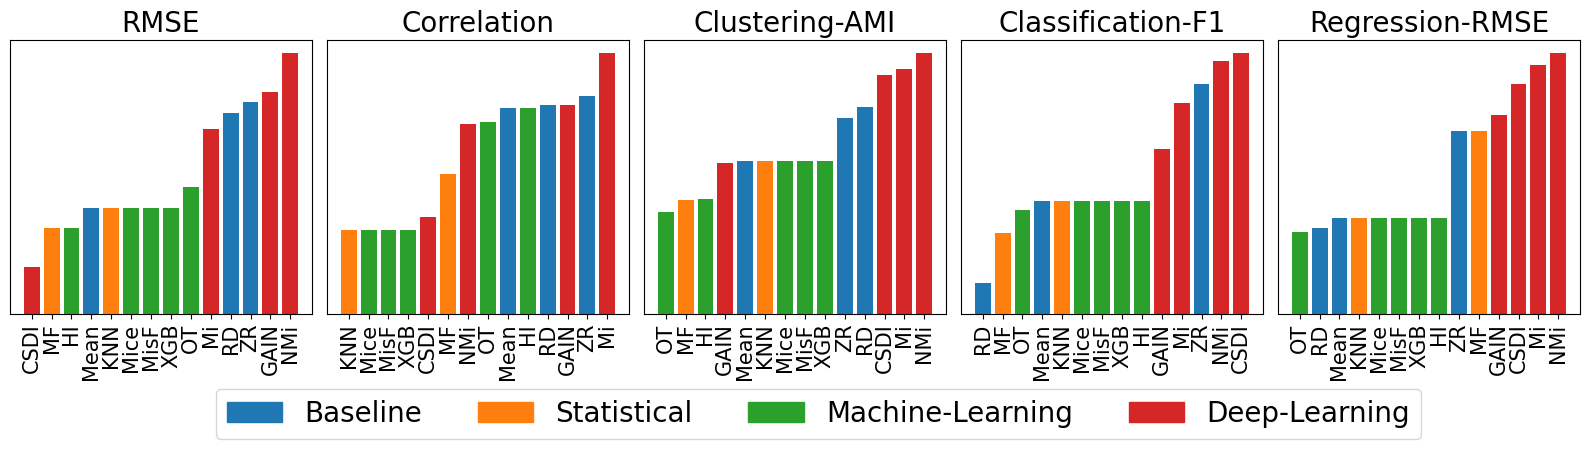 RMSE Correlation Clustering-AMI Classification-F1 Regression-RMSE
CSDI MF HI Mean KNN Mice MisF XGB OT Mi RD ZR GAIN NMi
KNN Mice MisF XGB CSDI MF NMi OT Mean HI RD GAIN ZR Mi
OT MF HI GAIN Mean KNN Mice MisF XGB ZR RD CSDI Mi NMi
RD MF OT Mean KNN Mice MisF XGB HI GAIN Mi ZR NMi CSDI
OT RD Mean KNN Mice MisF XGB HI ZR MF GAIN CSDI Mi NMi
Baseline Statistical Machine-Learning Deep-Learning